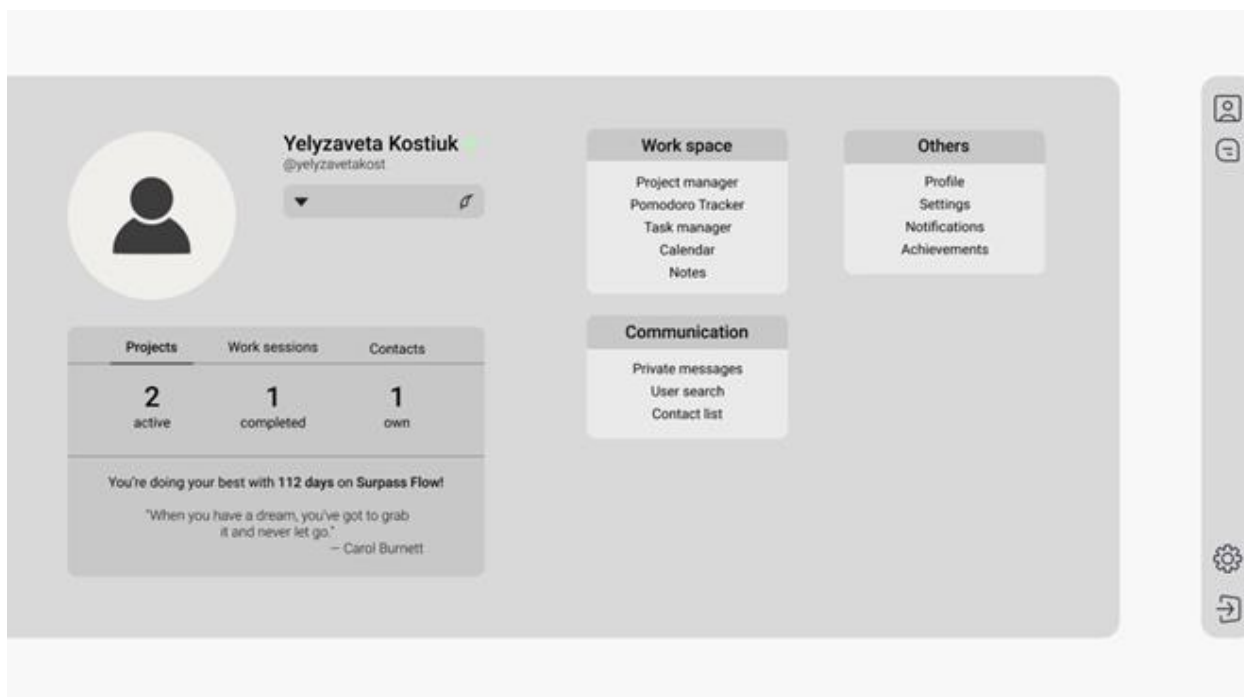 Yelyzaveta Kostiuk
@yelyzavetakost
Projects
Work sessions
Contacts
2
active
1
completed
1
own
You're doing your best with 112 days on Surpass Flow!
"When you have a dream, you've got to grab
it and never let go."
— Carol Burnett
Work space
Project manager
Pomodoro Tracker
Task manager
Calendar
Notes
Communication
Private messages
User search
Contact list
Others
Profile
Settings
Notifications
Achievements